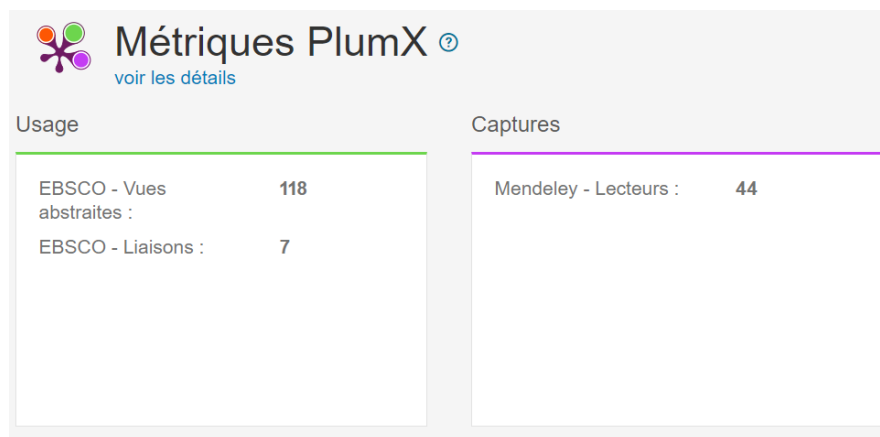 Métriques PlumX ?
voir les détails
Usage
EBSCO - Vues
abstraites :
118
EBSCO - Liaisons :
7
Captures
Mendeley - Lecteurs :
44